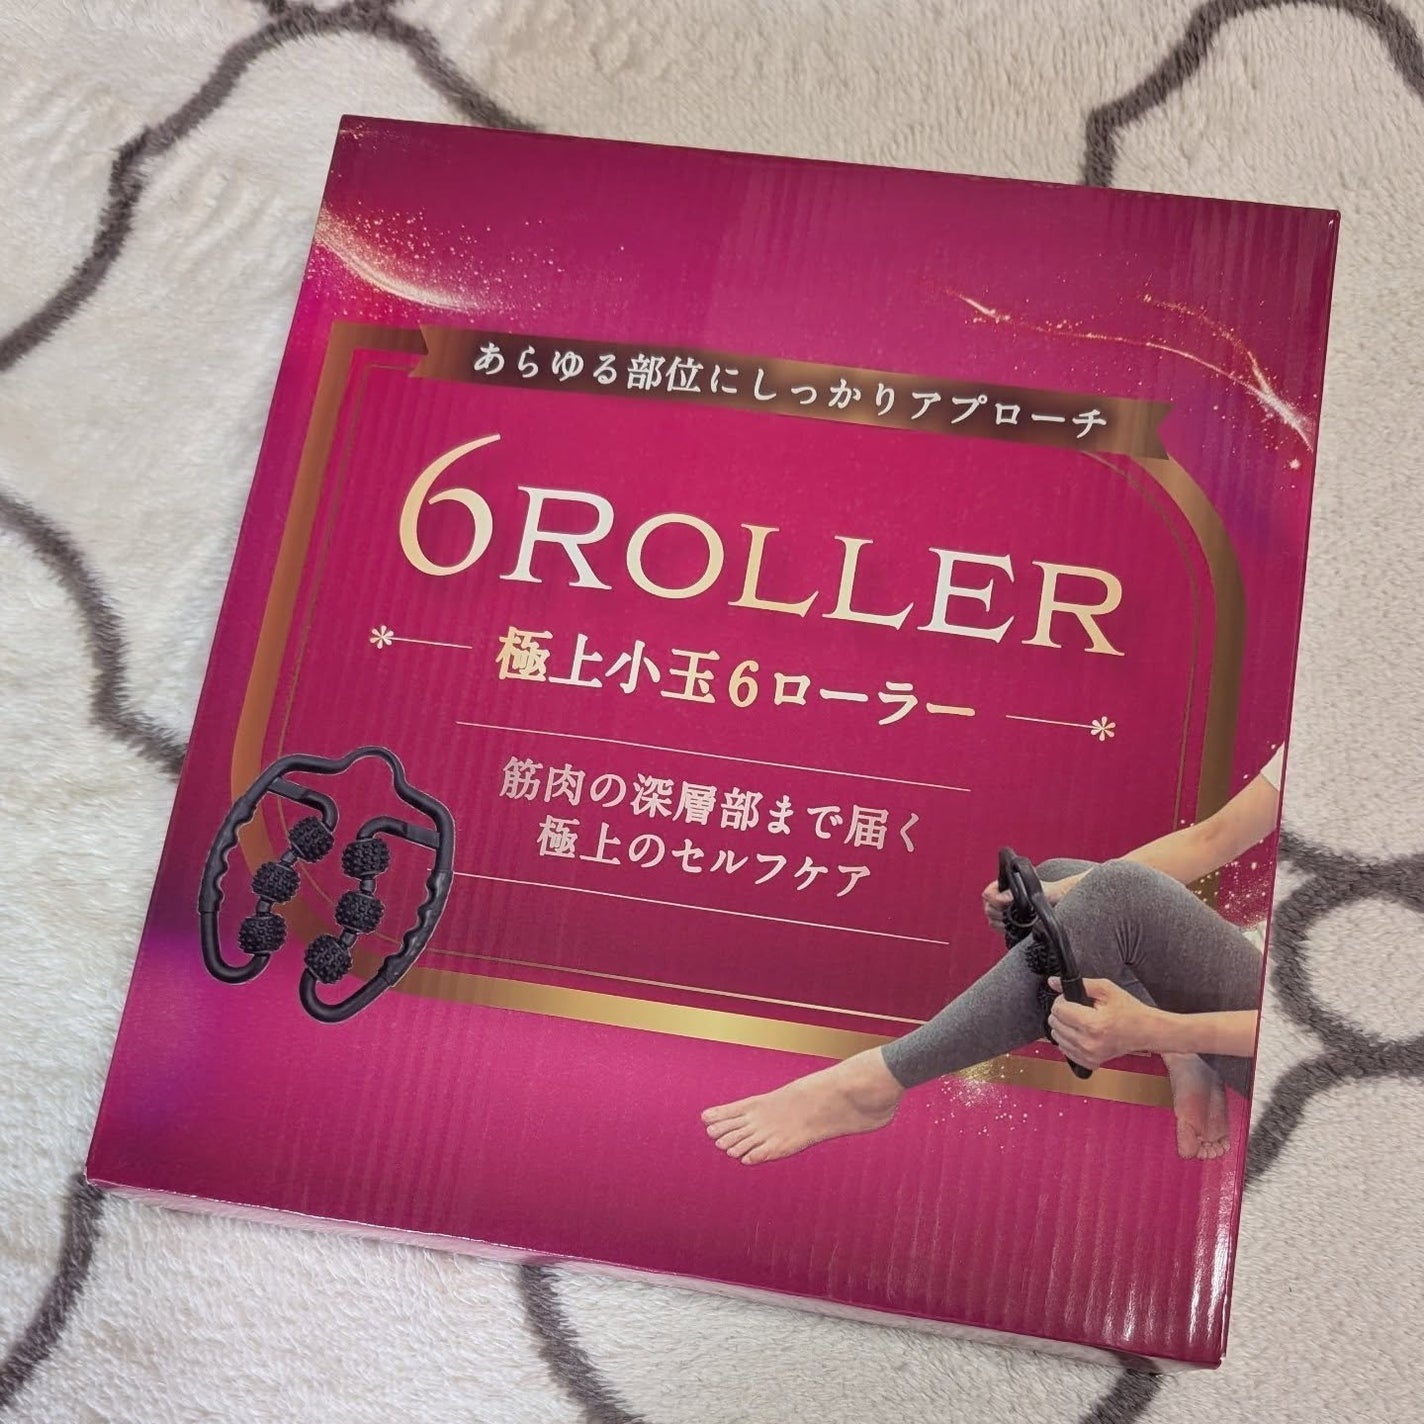 あらゆる部位にしっかりアプローチ
6ROLLER
極上小玉6ローラー
筋肉の深層部まで届く
極上のセルフケア